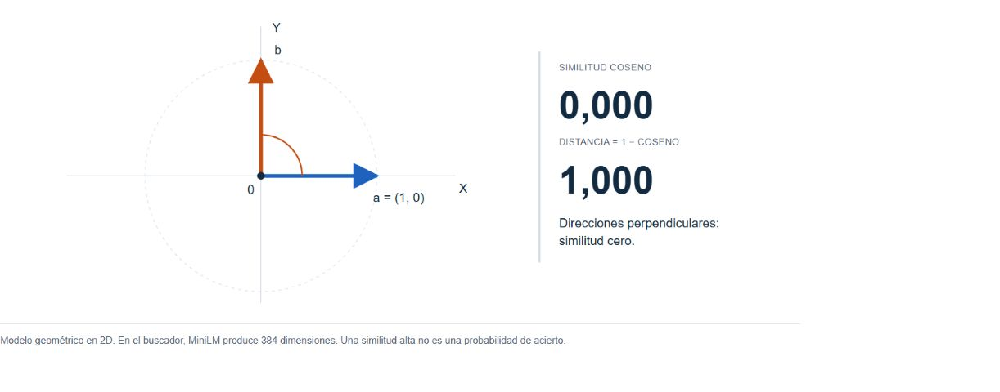 Y
b
0
a = (1, 0)
X
SIMILITUD COSENO
0,000
DISTANCIA = 1 − COSENO
1,000
Direcciones perpendiculares:
similitud cero.
Modelo geométrico en 2D. En el buscador, MiniLM produce 384 dimensiones. Una similitud alta no es una probabilidad de acierto.